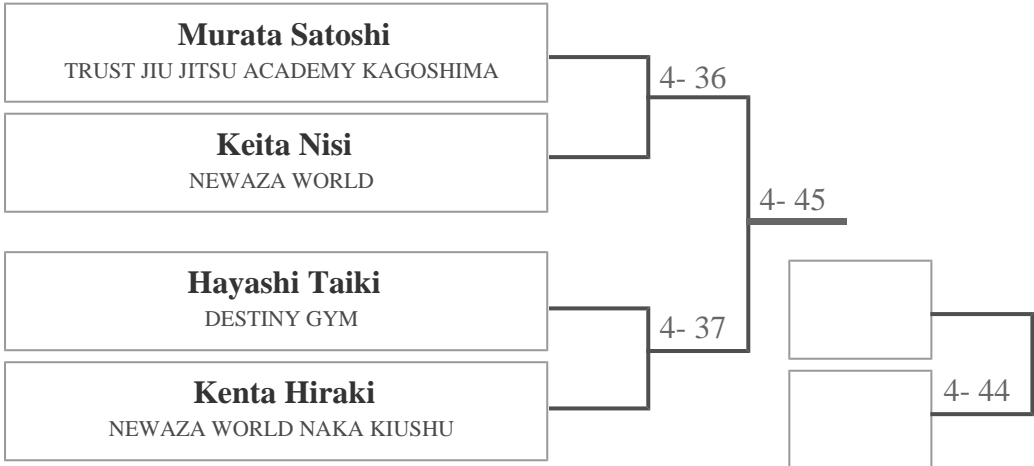 Murata Satoshi
TRUST JIU JITSU ACADEMY KAGOSHIMA
4- 36
Keita Nisi
NEWAZA WORLD
4- 45
Hayashi Taiki
DESTINY GYM
4- 37
Kenta Hiraki
NEWAZA WORLD NAKA KIUSHU
4- 44